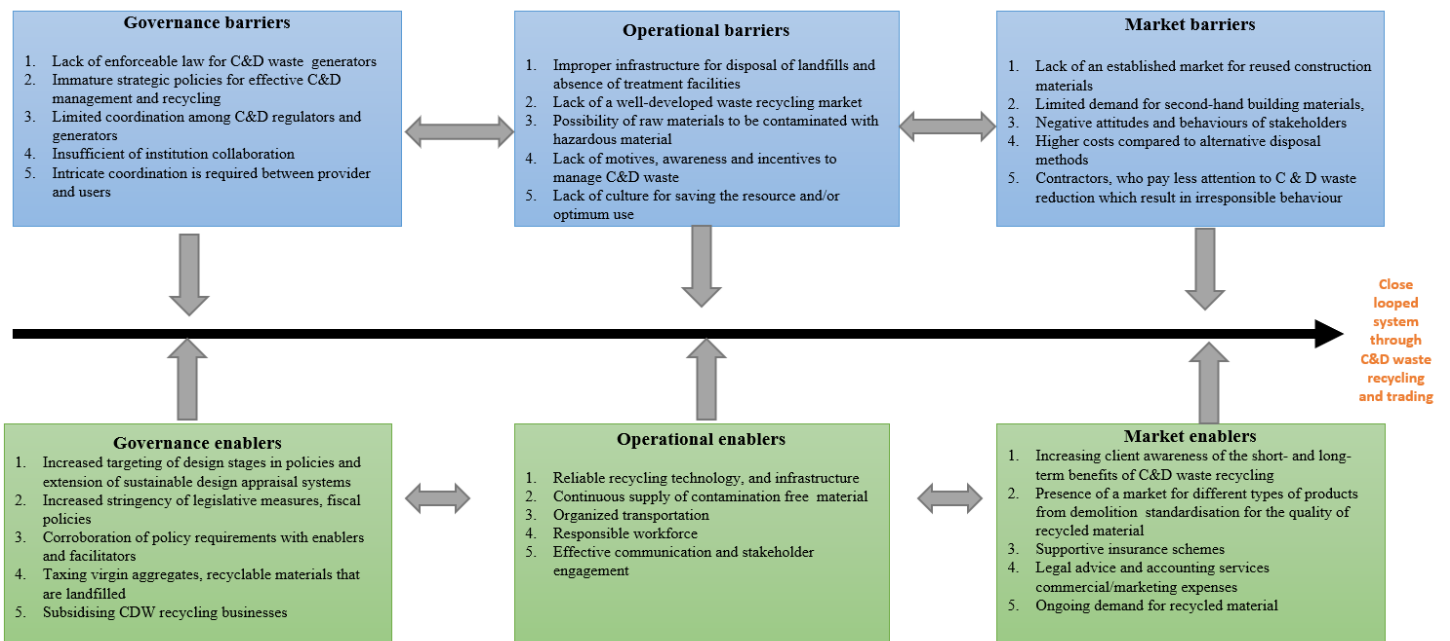 Governance barriers
1. Lack of enforceable law for C&D waste generators
2. Immature strategic policies for effective C&D
management and recycling
3. Limited coordination among C&D regulators and
generators
4. Insufficient of institution collaboration
5. Intricate coordination is required between provider
and users
Operational barriers
1. Improper infrastructure for disposal of landfills and
absence of treatment facilities
2. Lack of a well-developed waste recycling market
3. Possibility of raw materials to be contaminated with
hazardous material
4. Lack of motives, awareness and incentives to
manage C&D waste
5. Lack of culture for saving the resource and/or
optimum use
Market barriers
1. Lack of an established market for reused construction
materials
2. Limited demand for second-hand building materials,
3. Negative attitudes and behaviours of stakeholders
4. Higher costs compared to alternative disposal
methods
5. Contractors, who pay less attention to C & D waste
reduction which result in irresponsible behaviour
Close
looped
system
through
C&D waste
recycling
and trading
Governance enablers
1. Increased targeting of design stages in policies and
extension of sustainable design appraisal systems
2. Increased stringency of legislative measures, fiscal
policies
3. Corroboration of policy requirements with enablers
and facilitators
4. Taxing virgin aggregates, recyclable materials that
are landfilled
5. Subsidising CDW recycling businesses
Operational enablers
1. Reliable recycling technology, and infrastructure
2. Continuous supply of contamination free material
3. Organized transportation
4. Responsible workforce
5. Effective communication and stakeholder
engagement
Market enablers
1. Increasing client awareness of the short- and long-
term benefits of C&D waste recycling
2. Presence of a market for different types of products
from demolition standardisation for the quality of
recycled material
3. Supportive insurance schemes
4. Legal advice and accounting services
commercial/marketing expenses
5. Ongoing demand for recycled material